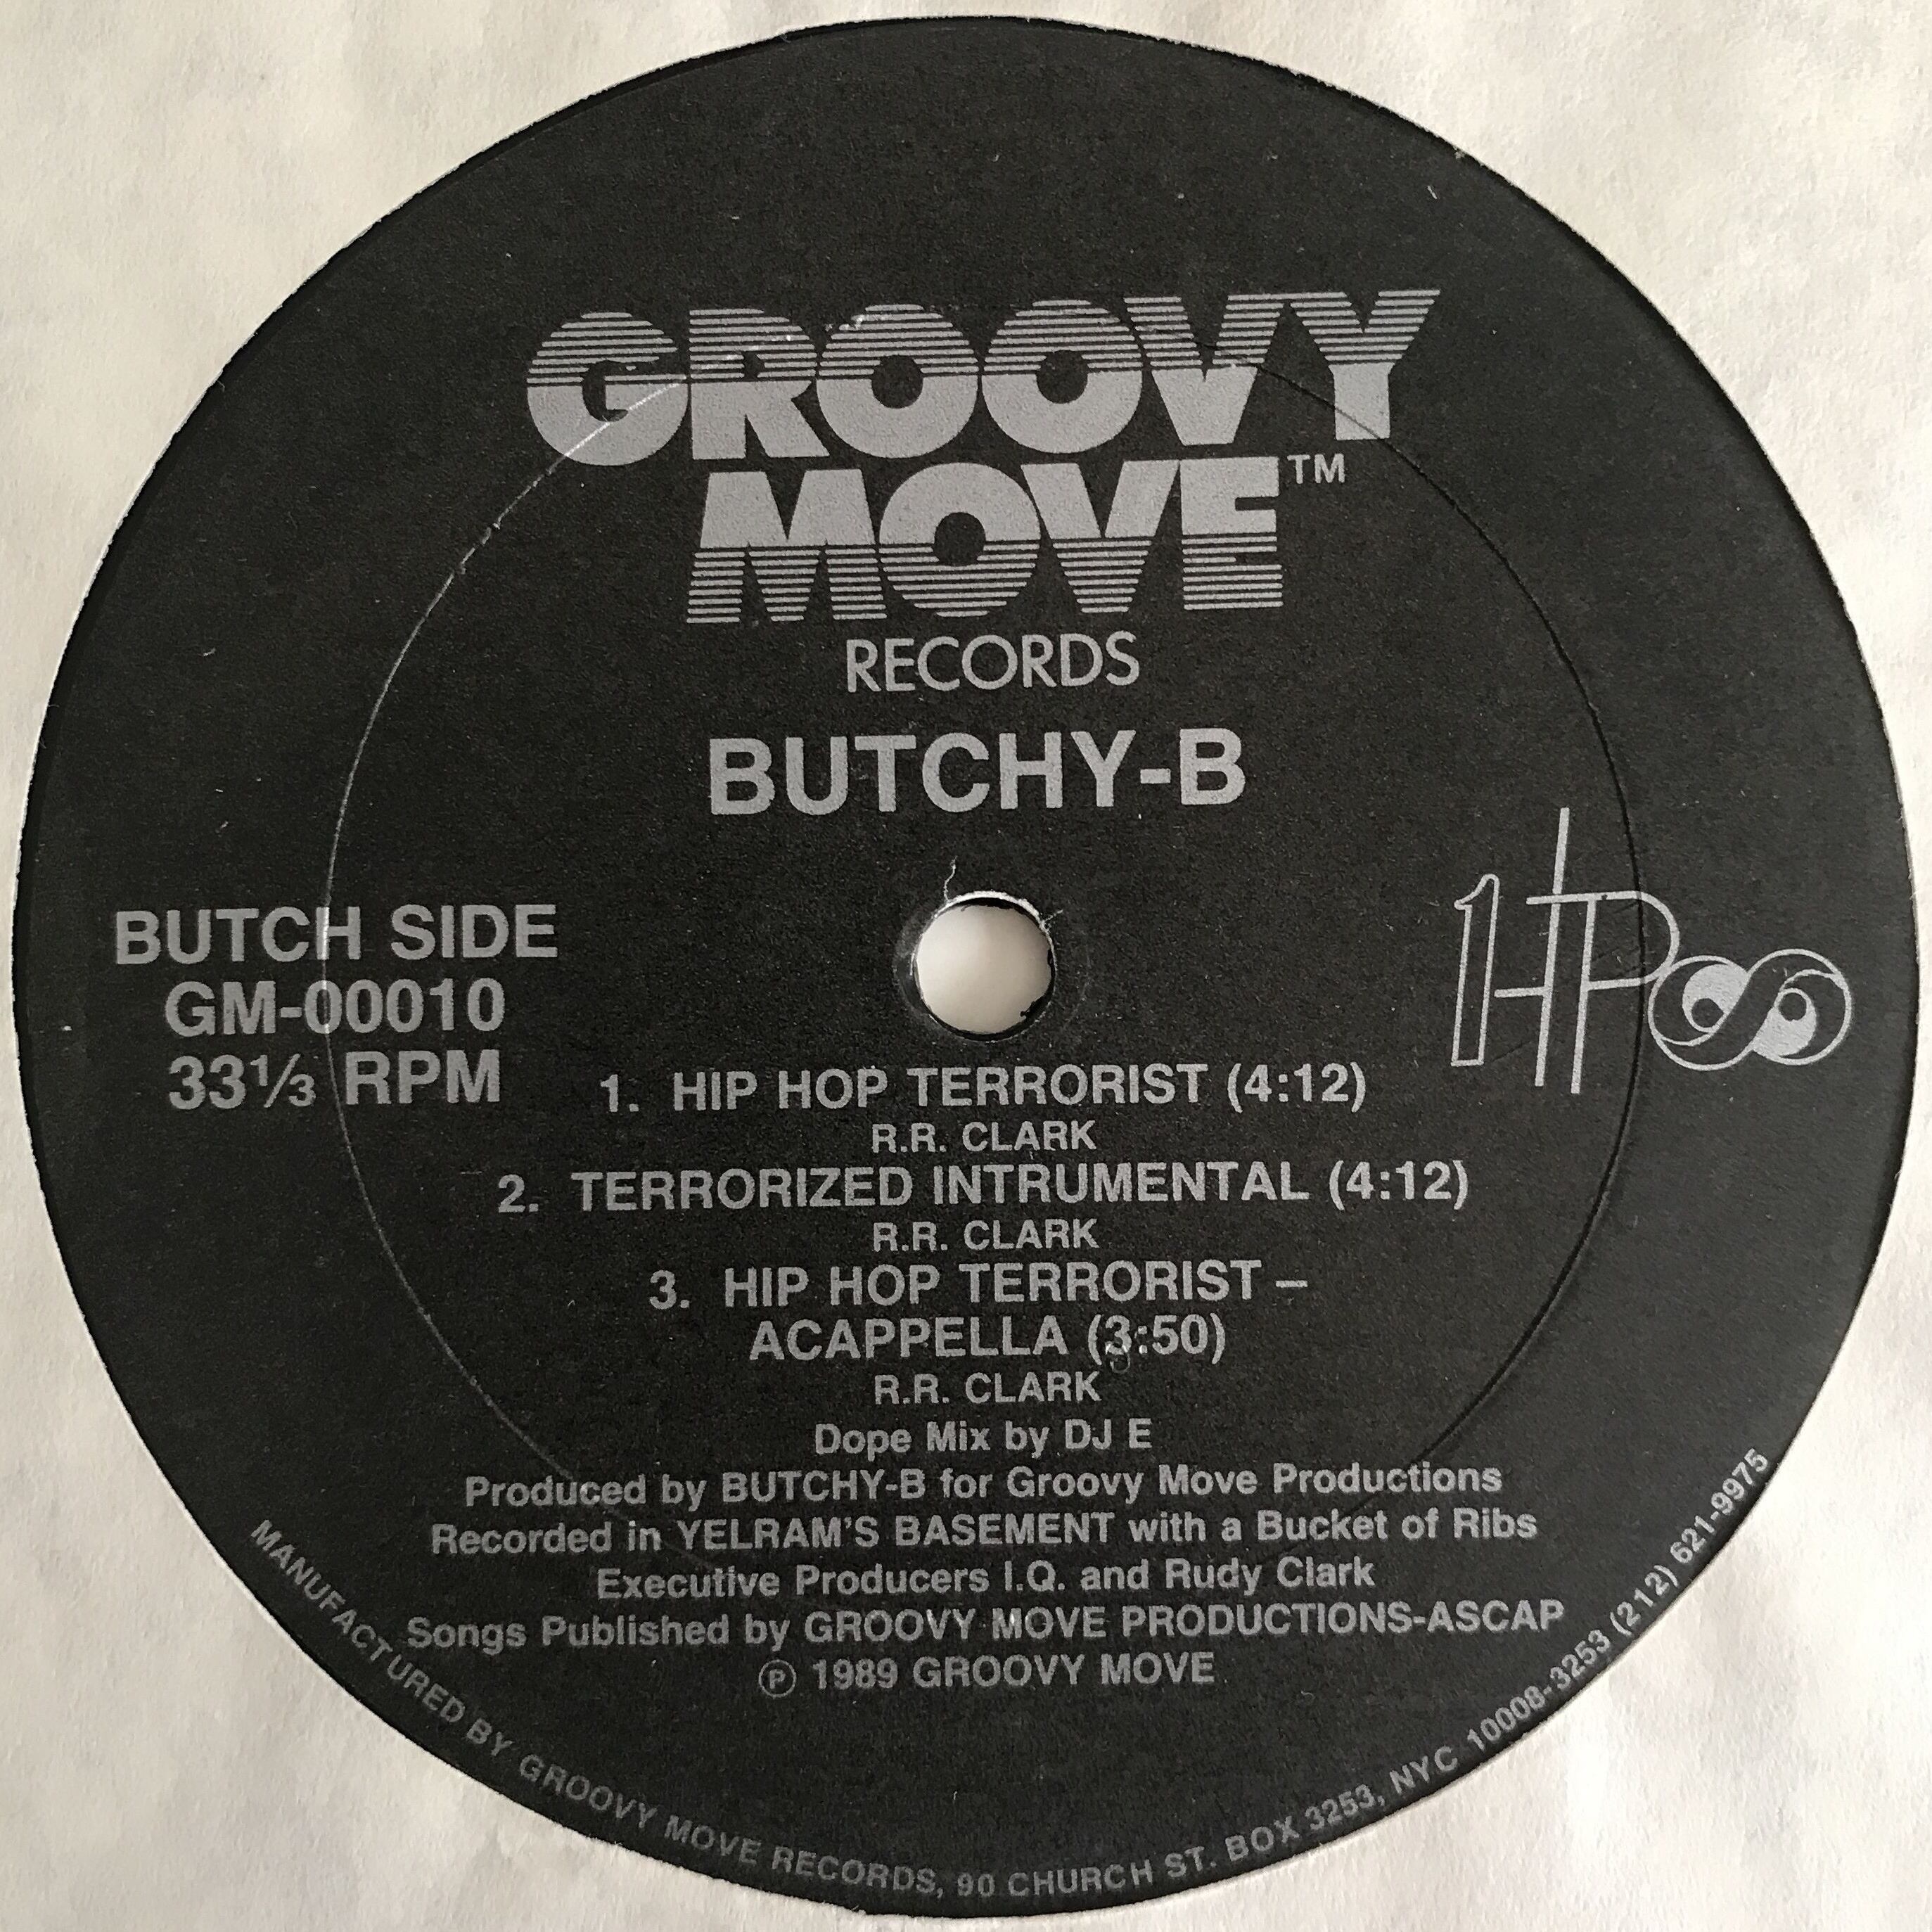 GROOVY
MOVE™
RECORDS
BUTCHY-B
BUTCH SIDE
GM-00010
33⅓ RPM
1HP
1. HIP HOP TERRORIST (4:12)
R.R. CLARK
2. TERRORIZED INTRUMENTAL (4:12)
R.R. CLARK
3. HIP HOP TERRORIST –
ACAPPELLA (3:50)
R.R. CLARK
Dope Mix by DJ E
Produced by BUTCHY-B for Groovy Move Productions
Recorded in YELRAM'S BASEMENT with a Bucket of Ribs
Executive Producers I.Q. and Rudy Clark
Songs Published by GROOVY MOVE PRODUCTIONS-ASCAP
Ⓟ 1989 GROOVY MOVE
MANUFACTURED BY GROOVY MOVE RECORDS, 90 CHURCH ST. BOX 3253, NYC 10008-3253 (212) 621-9975